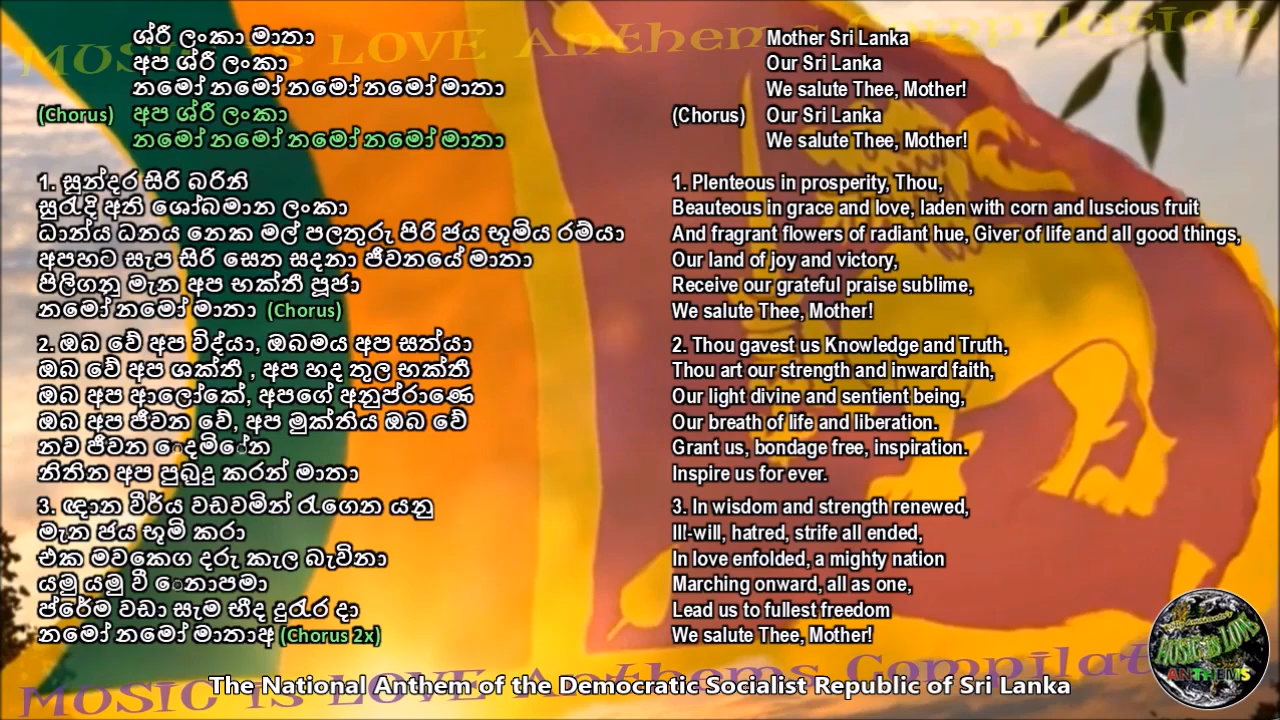 MUSIC IS LOVE Anthems Compilation
ශ්රී ලංකා මාතා
අප ශ්රී ලංකා
නමෝ නමෝ නමෝ නමෝ මාතා
(Chorus) අප ශ්රී ලංකා
නමෝ නමෝ නමෝ නමෝ මාතා
1. සුන්දර සිරි බරිනි
සුරැදි අති ශෝබමාන ලංකා
ධාන්ය ධනය නෙක මල් පලතුරු පිරි ජය භූමිය රම්යා
අපහට සැප සිරි සෙත සදනා ජීවනයේ මාතා
පිලිගනු මැන අප භක්තී පූජා
නමෝ නමෝ මාතා (Chorus)
2. ඔබ වේ අප විද්යා, ඔබමය අප සත්යා
ඔබ වේ අප ශක්තී , අප හද තුල භක්තී
ඔබ අප ආලෝකේ, අපගේ අනුප්රාණෙ
ඔබ අප ජීවන වේ, අප මුක්තිය ඔබ වේ
නව ජීවන ෙදමිේන
නිතින අප පුබුදු කරන් මාතා
3. ඥාන වීර්ය වඩවමින් රැගෙන යනු
මැන ජය භූමි කරා
එක මවකෙග දරු කැල බැවිනා
යමු යමු වී ෙනාපමා
ප්රේම වඩා සැම භීද දුරැර දා
නමෝ නමෝ මාතාඅ (Chorus 2x)
Mother Sri Lanka
Our Sri Lanka
We salute Thee, Mother!
(Chorus) Our Sri Lanka
We salute Thee, Mother!
1. Plenteous in prosperity, Thou,
Beauteous in grace and love, laden with corn and luscious fruit
And fragrant flowers of radiant hue, Giver of life and all good things,
Our land of joy and victory,
Receive our grateful praise sublime,
We salute Thee, Mother!
2. Thou gavest us Knowledge and Truth,
Thou art our strength and inward faith,
Our light divine and sentient being,
Our breath of life and liberation.
Grant us, bondage free, inspiration.
Inspire us for ever.
3. In wisdom and strength renewed,
Ill-will, hatred, strife all ended,
In love enfolded, a mighty nation
Marching onward, all as one,
Lead us to fullest freedom
We salute Thee, Mother!
MUSIC IS LOVE Anthems Compilation
The National Anthem of the Democratic Socialist Republic of Sri Lanka
MUSIC IS LOVE
ANTHEMS